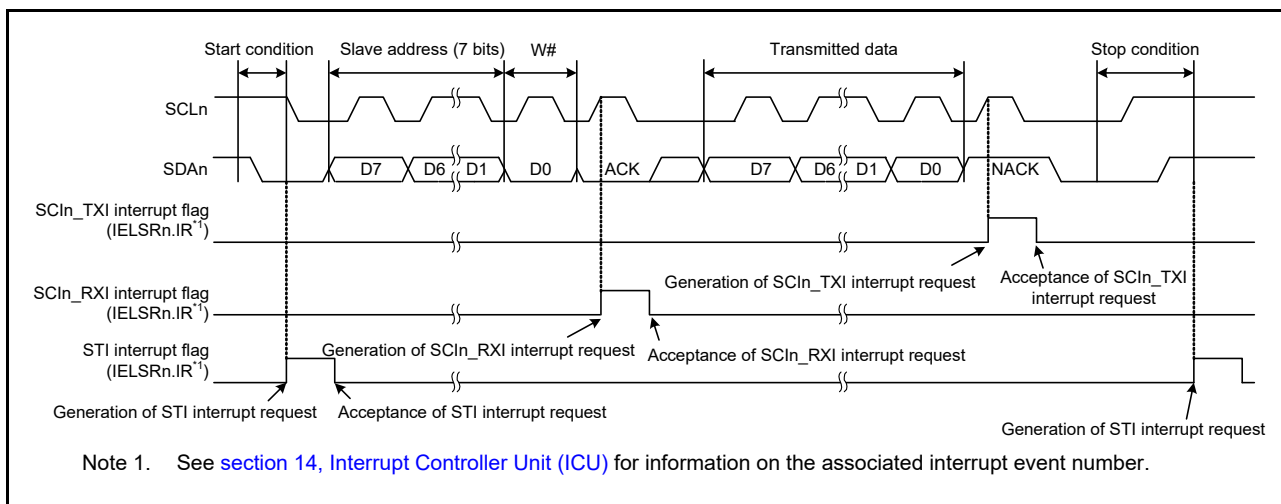 Start condition
Slave address (7 bits)
W#
Transmitted data
Stop condition
SCLn
SDAn
D7
D6
D1
D0
ACK
D7
D6
D1
D0
NACK
SCIn_TXI interrupt flag
(IELSRn.IR*1)
Generation of SCIn_TXI interrupt request
Acceptance of SCIn_TXI
interrupt request
SCIn_RXI interrupt flag
(IELSRn.IR*1)
Generation of SCIn_RXI interrupt request
Acceptance of SCIn_RXI interrupt request
STI interrupt flag
(IELSRn.IR*1)
Generation of STI interrupt request
Acceptance of STI interrupt request
Generation of STI interrupt request
Note 1. See section 14, Interrupt Controller Unit (ICU) for information on the associated interrupt event number.